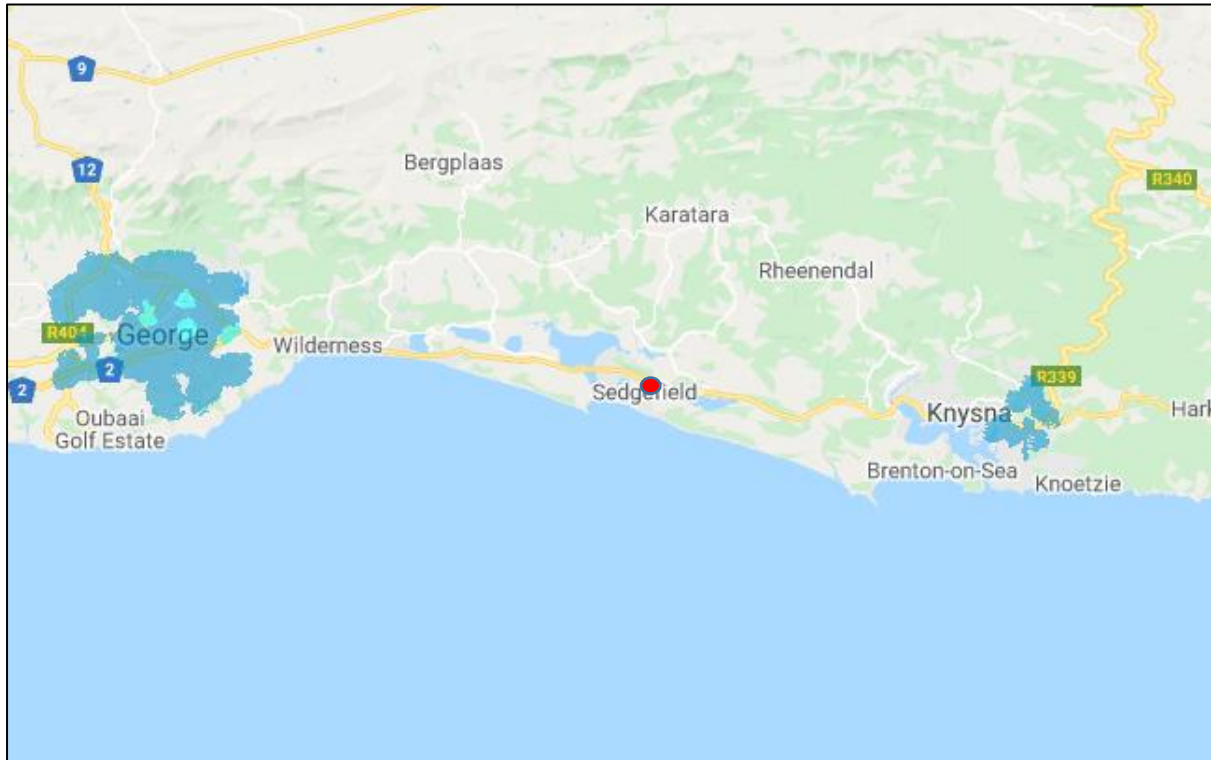 9
12
Bergplaas
R340
Karatara
Rheenendal
George
Wilderness
2
2
R339
Sedgefield
Oubaai
Golf Estate
Knysna
Hark
Brenton-on-Sea
Knoetzie